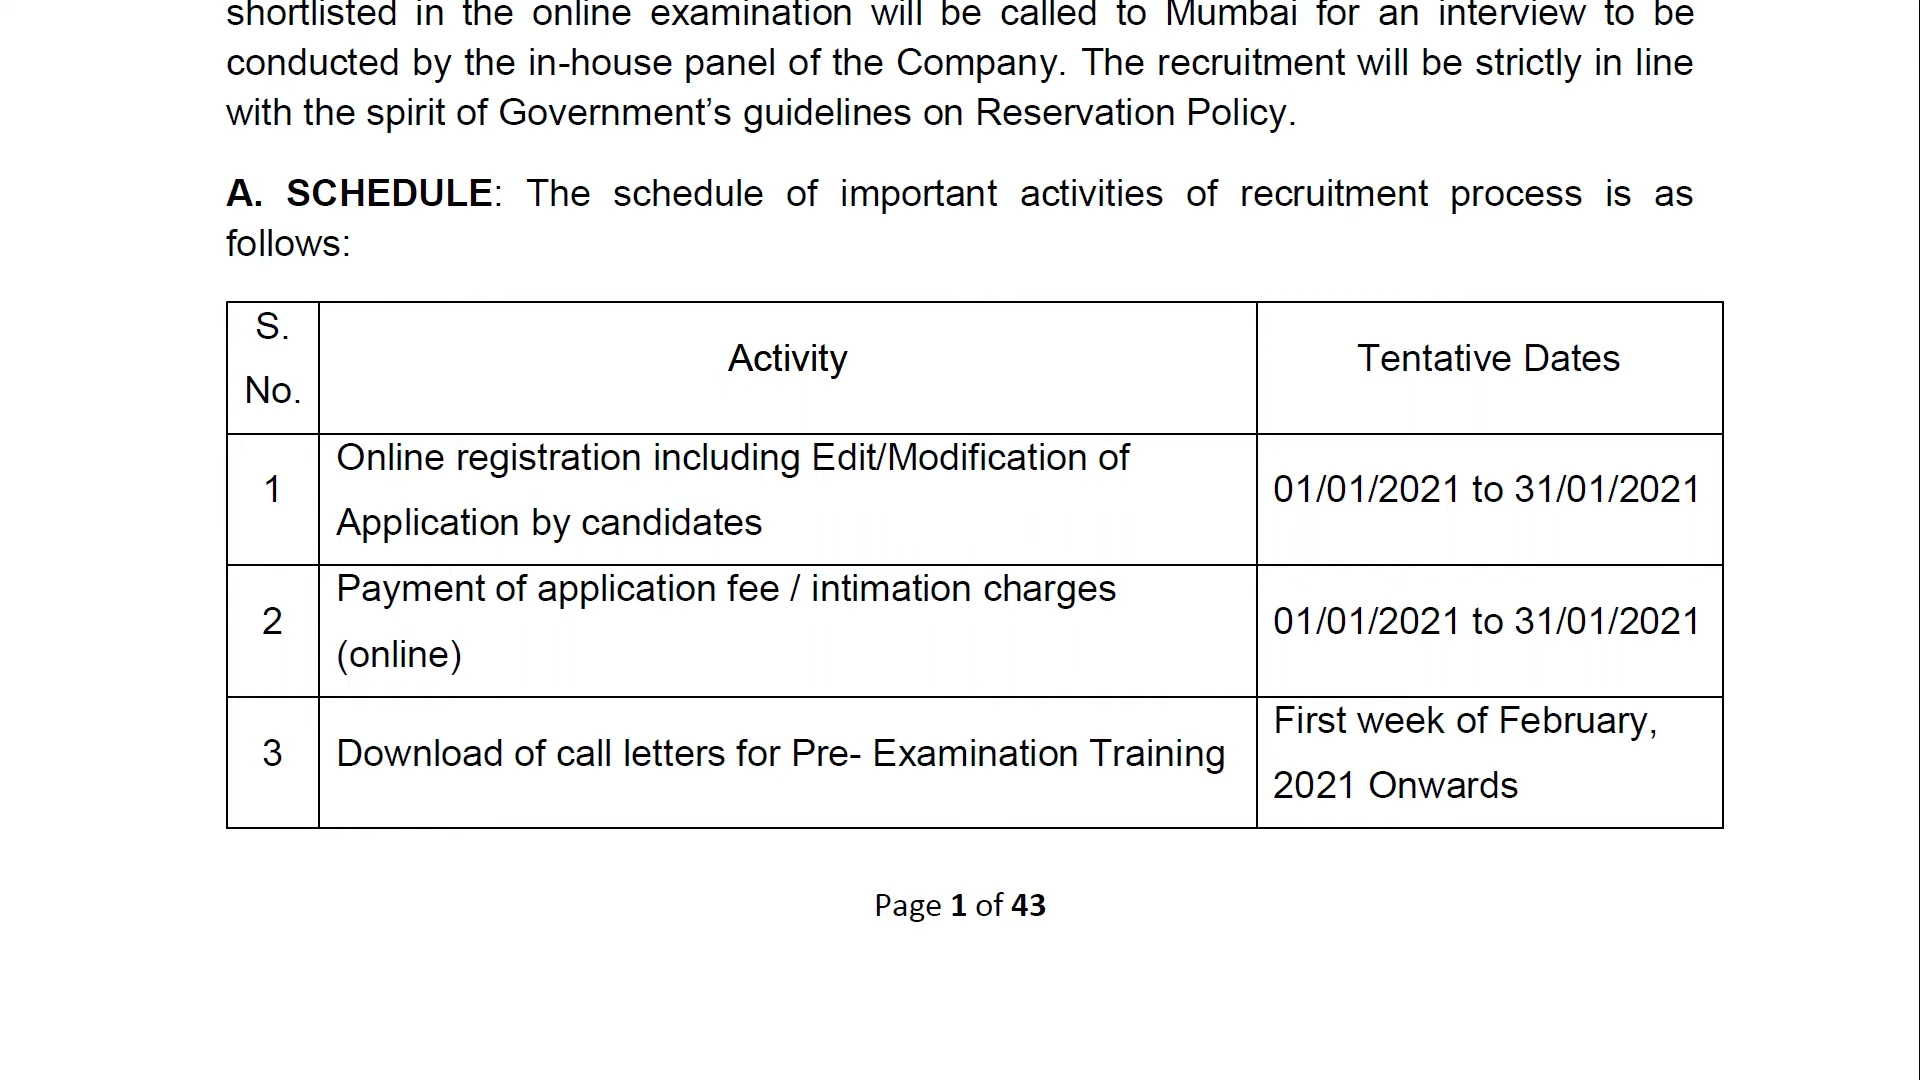 shortlisted in the online examination will be called to Mumbai for an interview to be
conducted by the in-house panel of the Company. The recruitment will be strictly in line
with the spirit of Government’s guidelines on Reservation Policy.
A. SCHEDULE: The schedule of important activities of recruitment process is as
follows:
S.
No.
Activity
Tentative Dates
1
Online registration including Edit/Modification of
Application by candidates
01/01/2021 to 31/01/2021
2
Payment of application fee / intimation charges
(online)
01/01/2021 to 31/01/2021
3
Download of call letters for Pre- Examination Training
First week of February,
2021 Onwards
Page 1 of 43